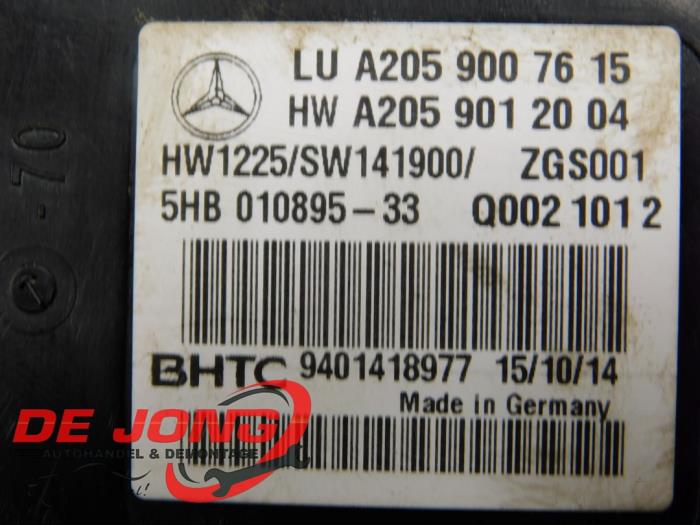 LU A205 900 76 15
HW A205 901 20 04
HW1225/SW141900/ ZGS001
5HB 010895-33 Q002 101 2
BHTC 9401418977 15/10/14
Made in Germany
-70
DE JONG
AUTOHANDEL & DEMONTAGE